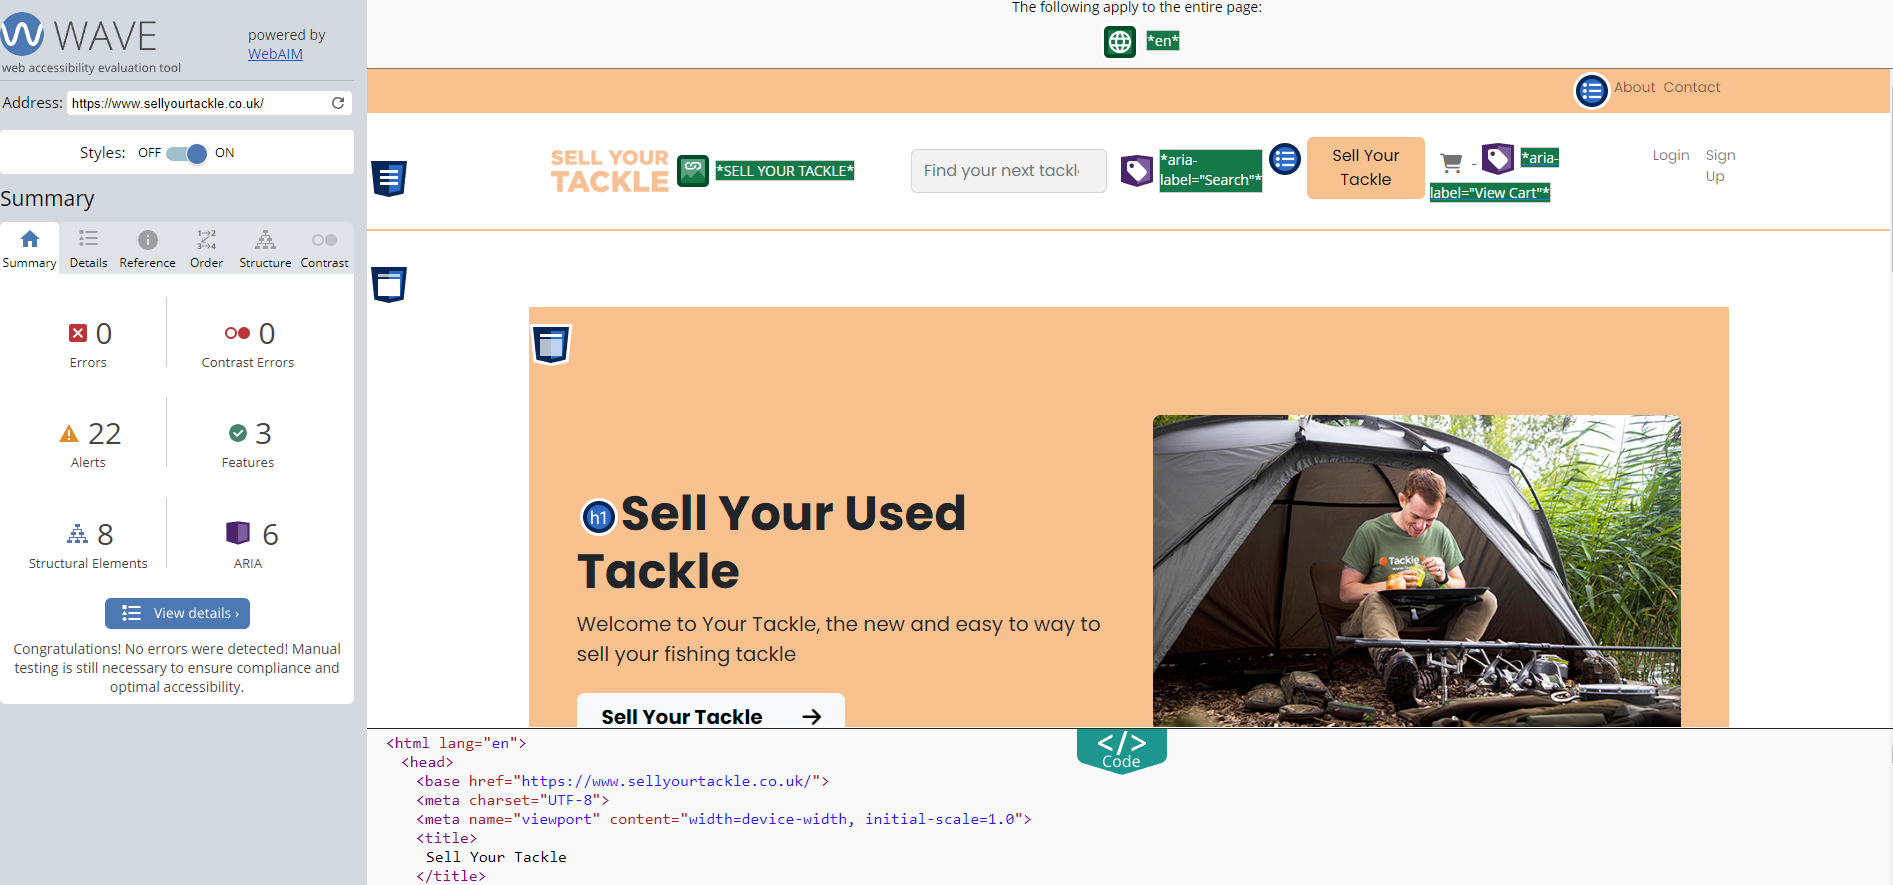 WAVE
web accessibility evaluation tool
powered by
WebAIM
Address: https://www.sellyourtackle.co.uk/
Styles: OFF ON
Summary
Summary Details Reference Order Structure Contrast
1→2
3→4
0
Errors
0
Contrast Errors
22
Alerts
3
Features
8
Structural Elements
6
ARIA
View details ›
Congratulations! No errors were detected! Manual
testing is still necessary to ensure compliance and
optimal accessibility.
The following apply to the entire page:
*en*
About Contact
SELL YOUR
TACKLE
*SELL YOUR TACKLE*
Find your next tackl
*aria-
label="Search"*
Sell Your
Tackle
-
*aria-
label="View Cart"*
Login
Sign
Up
h1
Sell Your Used
Tackle
Welcome to Your Tackle, the new and easy to way to
sell your fishing tackle
Sell Your Tackle →
Tackle
</>
Code
<html lang="en">
<head>
<base href="https://www.sellyourtackle.co.uk/">
<meta charset="UTF-8">
<meta name="viewport" content="width=device-width, initial-scale=1.0">
<title>
Sell Your Tackle
</title>